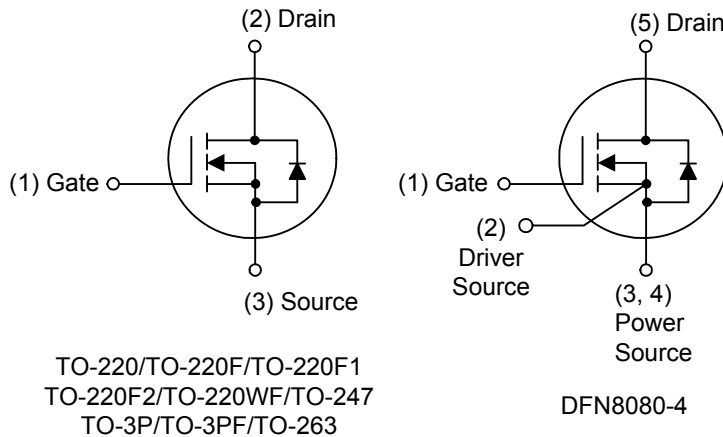 (2) Drain
(1) Gate
(3) Source
TO-220/TO-220F/TO-220F1
TO-220F2/TO-220WF/TO-247
TO-3P/TO-3PF/TO-263
(5) Drain
(1) Gate
(2)
Driver
Source
(3, 4)
Power
Source
DFN8080-4